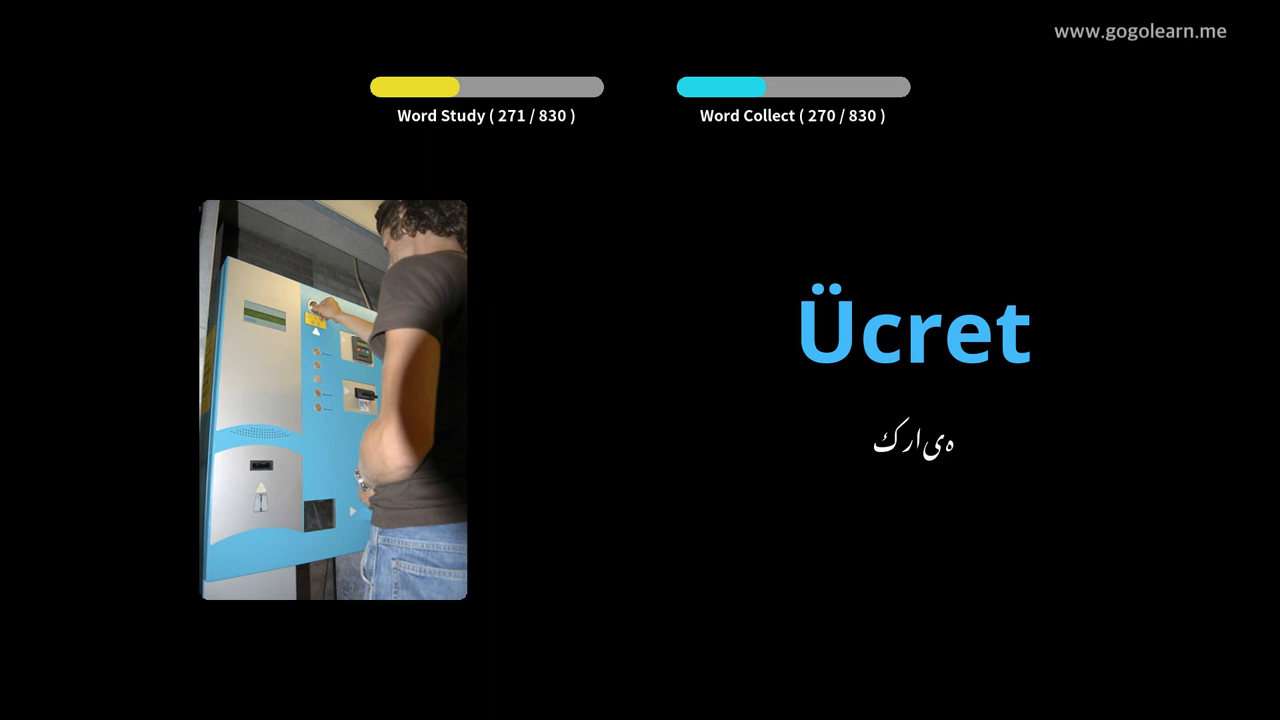 www.gogolearn.me
Word Study ( 271 / 830 )
Word Collect ( 270 / 830 )
Ücret
کرایہ